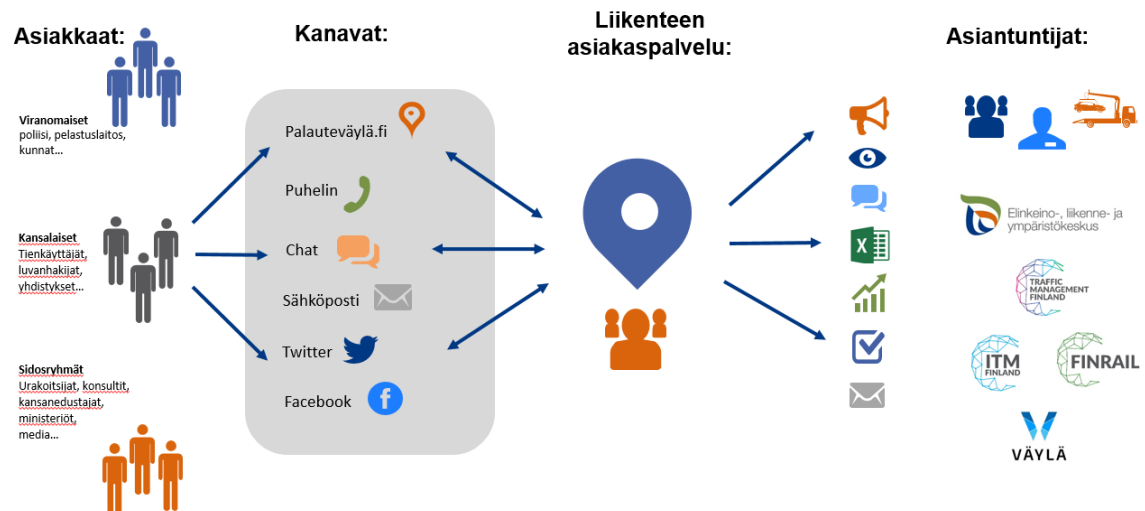 Asiakkaat:
Viranomaiset
poliisi, pelastuslaitos,
kunnat...
Kansalaiset
Tienkäyttäjät,
luvanhakijat,
yhdistykset...
Sidosryhmät
Urakoitsijat, konsultit,
kansanedustajat,
ministeriöt,
media...
Kanavat:
Palauteväylä.fi
Puhelin
Chat
Sähköposti
Twitter
Facebook
Liikenteen
asiakaspalvelu:
Asiantuntijat:
Elinkeino-, liikenne- ja
ympäristökeskus
TRAFFIC
MANAGEMENT
FINLAND
ITM
FINLAND
FINRAIL
VÄYLÄ